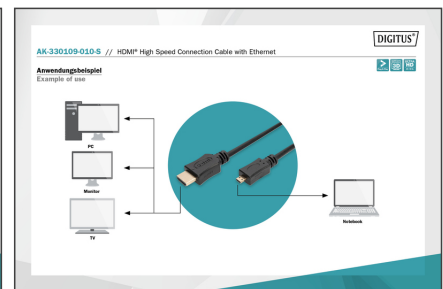 DIGITUS®
AK-330109-010-S // HDMI® High Speed Connection Cable with Ethernet
Anwendungsbeispiel
Example of use
PC
Monitor
TV
Notebook